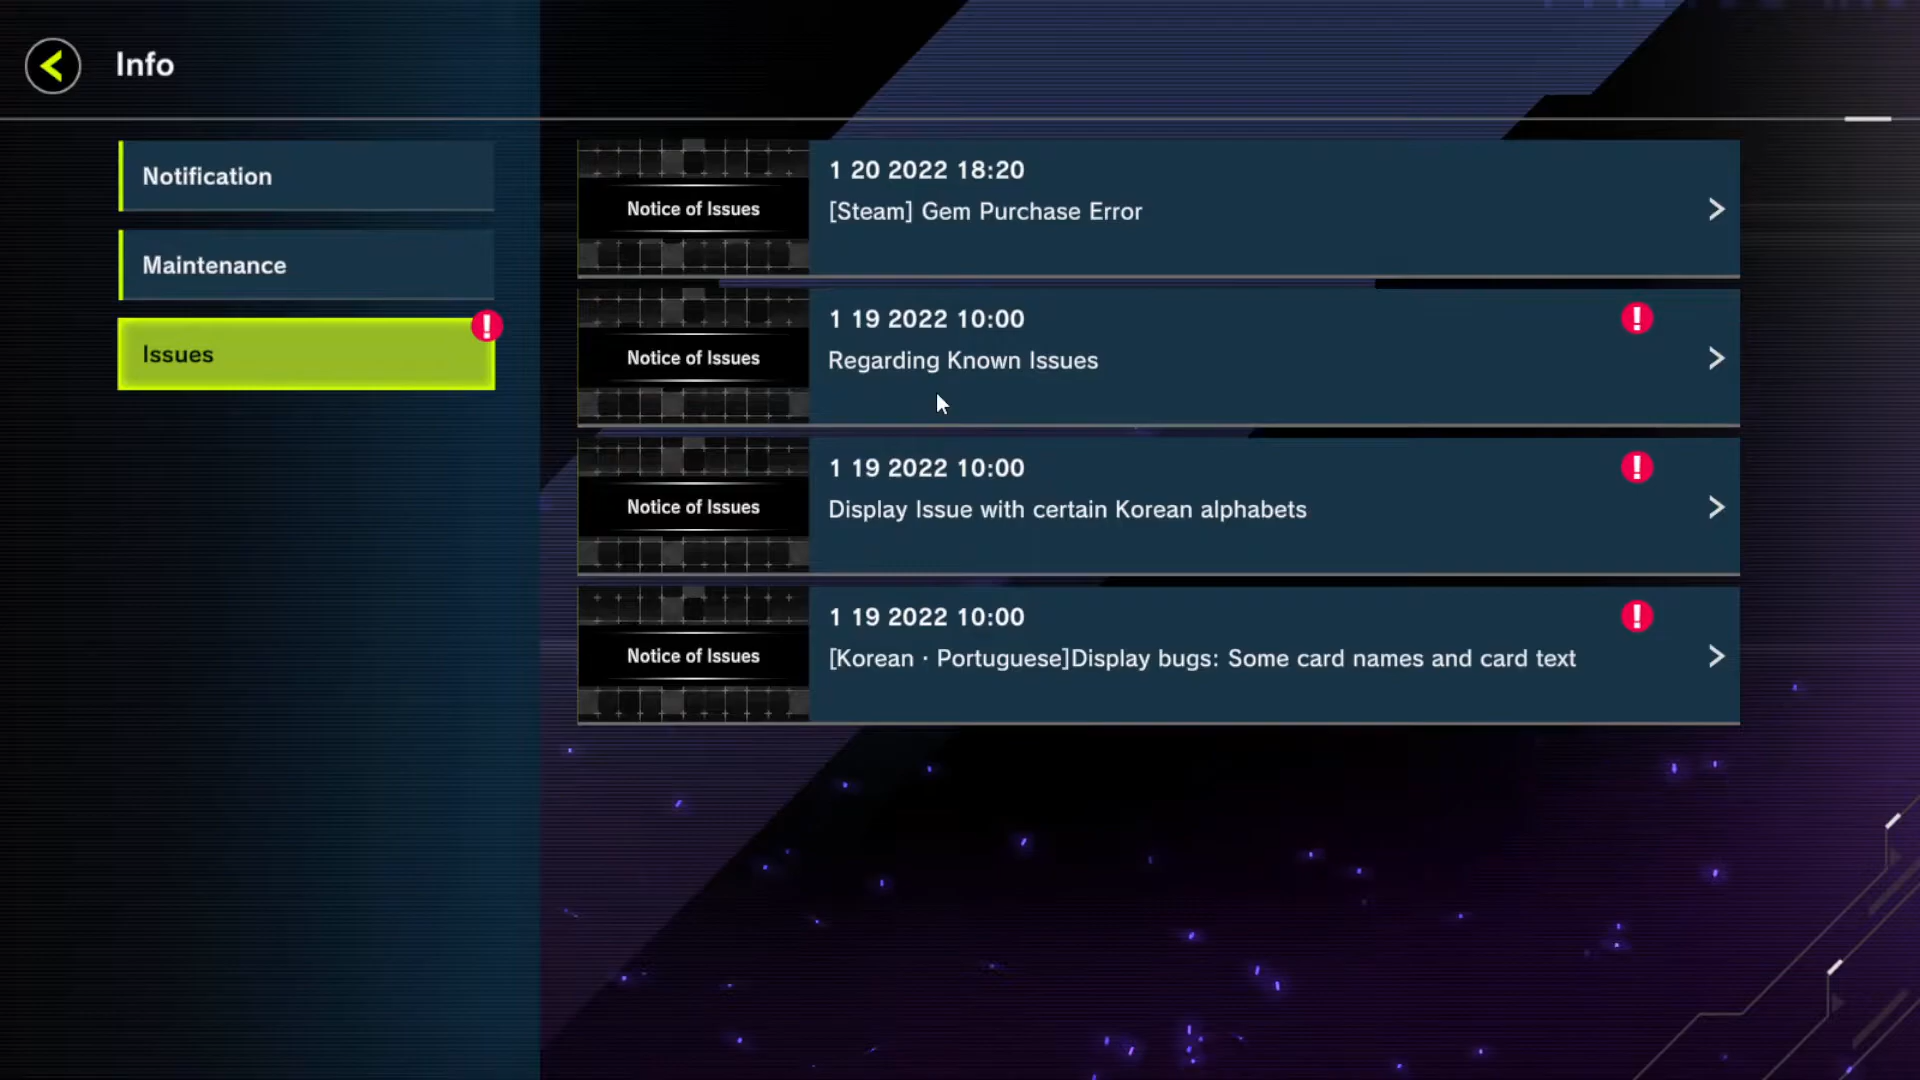 Info
Notification
Maintenance
Issues
!
Notice of Issues
1 20 2022 18:20
[Steam] Gem Purchase Error
Notice of Issues
1 19 2022 10:00
!
Regarding Known Issues
Notice of Issues
1 19 2022 10:00
!
Display Issue with certain Korean alphabets
Notice of Issues
1 19 2022 10:00
!
[Korean · Portuguese]Display bugs: Some card names and card text